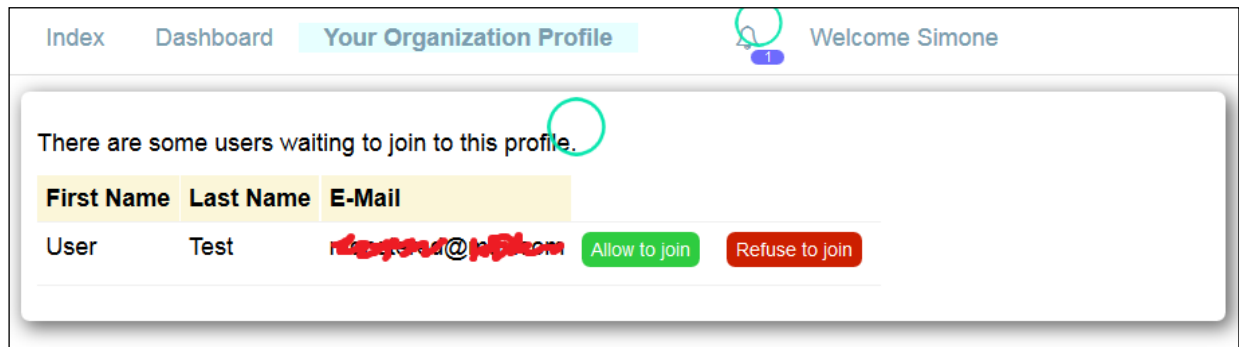 Index Dashboard Your Organization Profile 1 Welcome Simone
There are some users waiting to join to this profile.
First Name Last Name E-Mail
User Test Allow to join Refuse to join